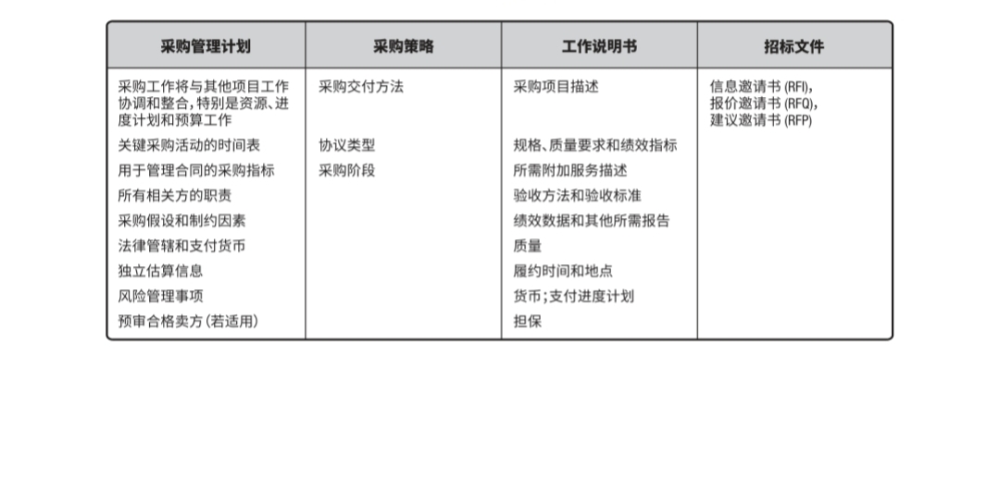 采购管理计划 采购策略 工作说明书 招标文件
采购工作将与其他项目工作 采购交付方法 采购项目描述 信息邀请书 (RFI),
协调和整合,特别是资源、进 报价邀请书 (RFQ),
度计划和预算工作 建议邀请书 (RFP)
关键采购活动的时间表 协议类型 规格、质量要求和绩效指标
用于管理合同的采购指标 采购阶段 所需附加服务描述
所有相关方的职责 验收方法和验收标准
采购假设和制约因素 绩效数据和其他所需报告
法律管辖和支付货币 质量
独立估算信息 履约时间和地点
风险管理事项 货币;支付进度计划
预审合格卖方(若适用) 担保